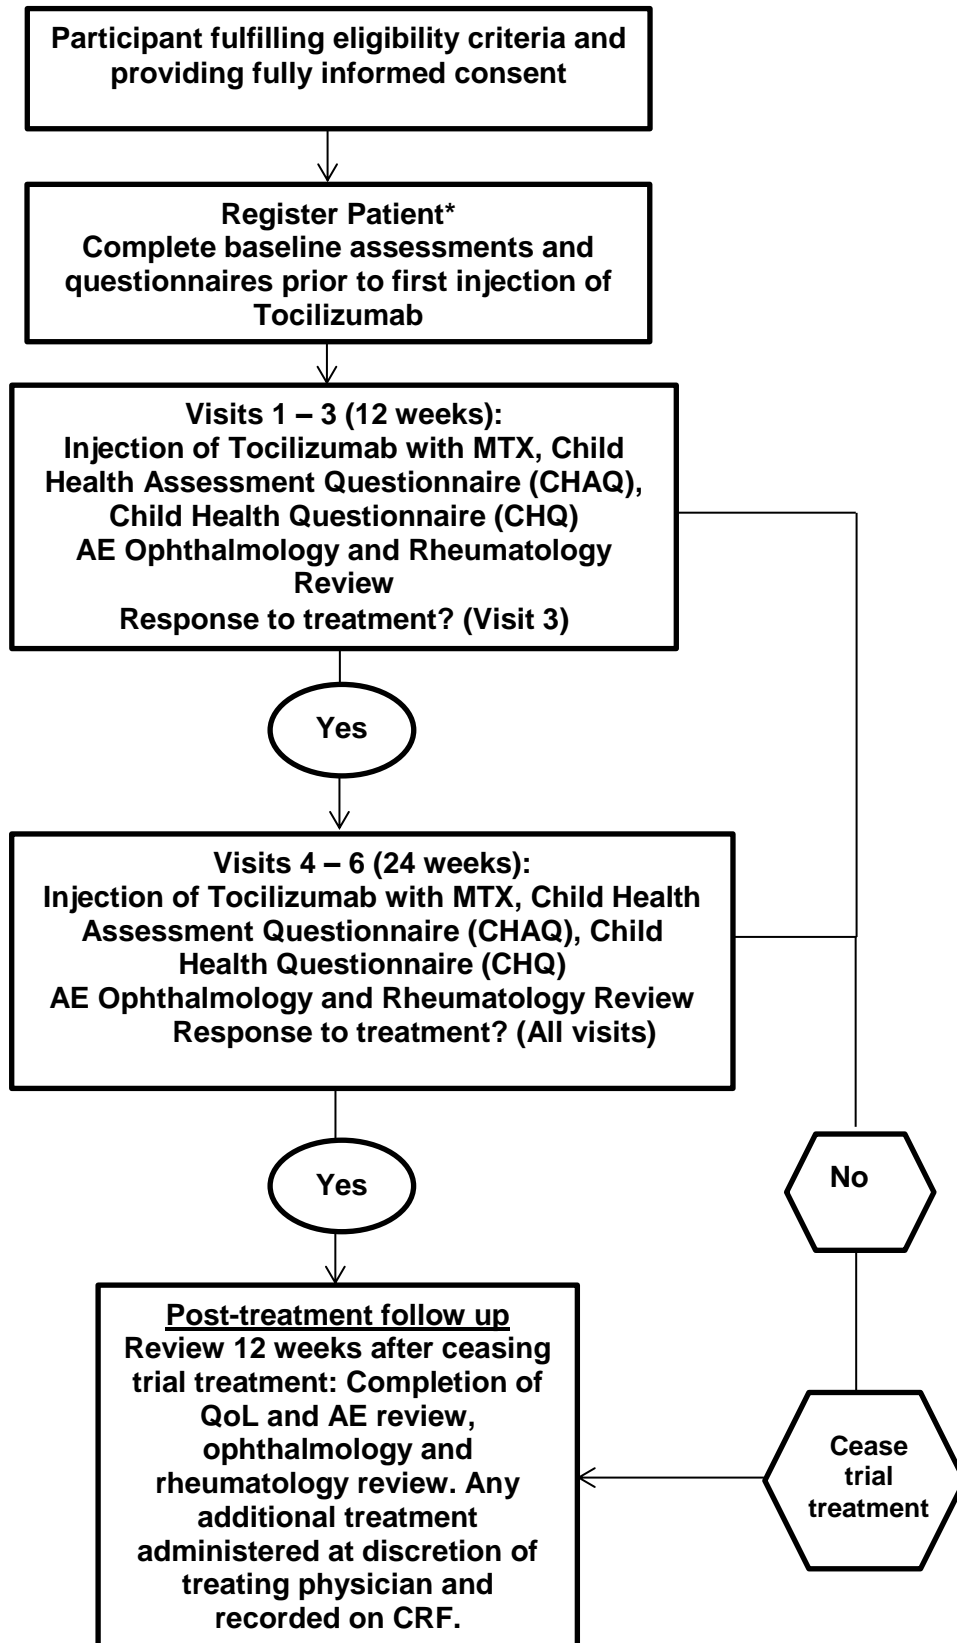 Participant fulfilling eligibility criteria and
providing fully informed consent
Register Patient*
Complete baseline assessments and
questionnaires prior to first injection of
Tocilizumab
Visits 1 – 3 (12 weeks):
Injection of Tocilizumab with MTX, Child
Health Assessment Questionnaire (CHAQ),
Child Health Questionnaire (CHQ)
AE Ophthalmology and Rheumatology
Review
Response to treatment? (Visit 3)
Yes
Visits 4 – 6 (24 weeks):
Injection of Tocilizumab with MTX, Child Health
Assessment Questionnaire (CHAQ), Child
Health Questionnaire (CHQ)
AE Ophthalmology and Rheumatology Review
Response to treatment? (All visits)
Yes
No
Post-treatment follow up
Review 12 weeks after ceasing
trial treatment: Completion of
QoL and AE review,
ophthalmology and
rheumatology review. Any
additional treatment
administered at discretion of
treating physician and
recorded on CRF.
Cease
trial
treatment